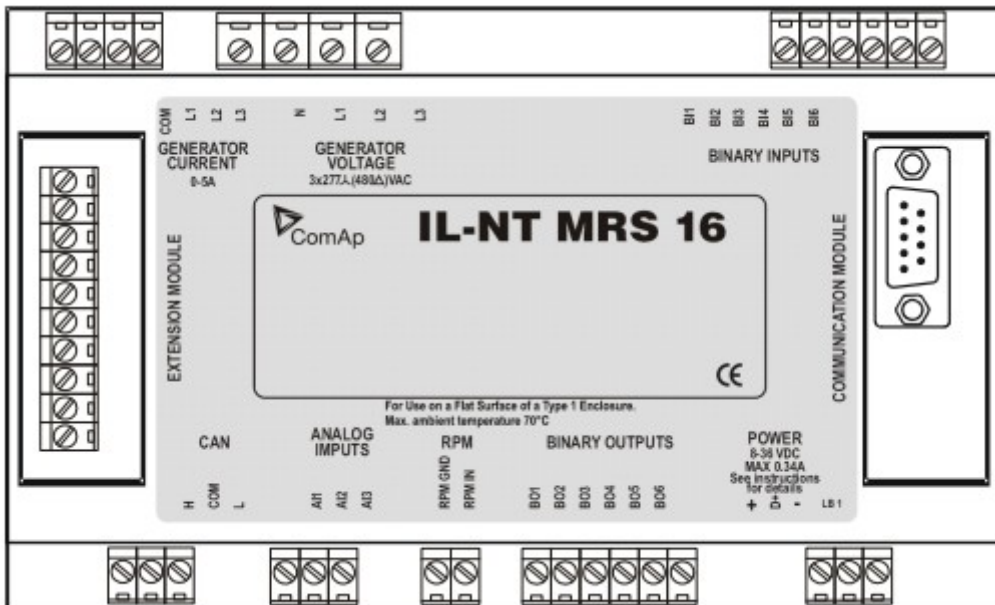 COM L1 L2 L3
N L1 L2 L3
BI1 BI2 BI3 BI4 BI5 BI6
GENERATOR
CURRENT
0-5A
GENERATOR
VOLTAGE
3x277⅄(480Δ)VAC
BINARY INPUTS
EXTENSION MODULE
ComAp
IL-NT MRS 16
CE
COMMUNICATION MODULE
For Use on a Flat Surface of a Type 1 Enclosure.
Max. ambient temperature 70°C
CAN
H COM L
ANALOG
INPUTS
AI1 AI2 AI3
RPM
RPM GND
RPM IN
BINARY OUTPUTS
BO1 BO2 BO3 BO4 BO5 BO6
POWER
8-36 VDC
MAX 0.34A
See instructions
for details
+ D+ -
LB 1